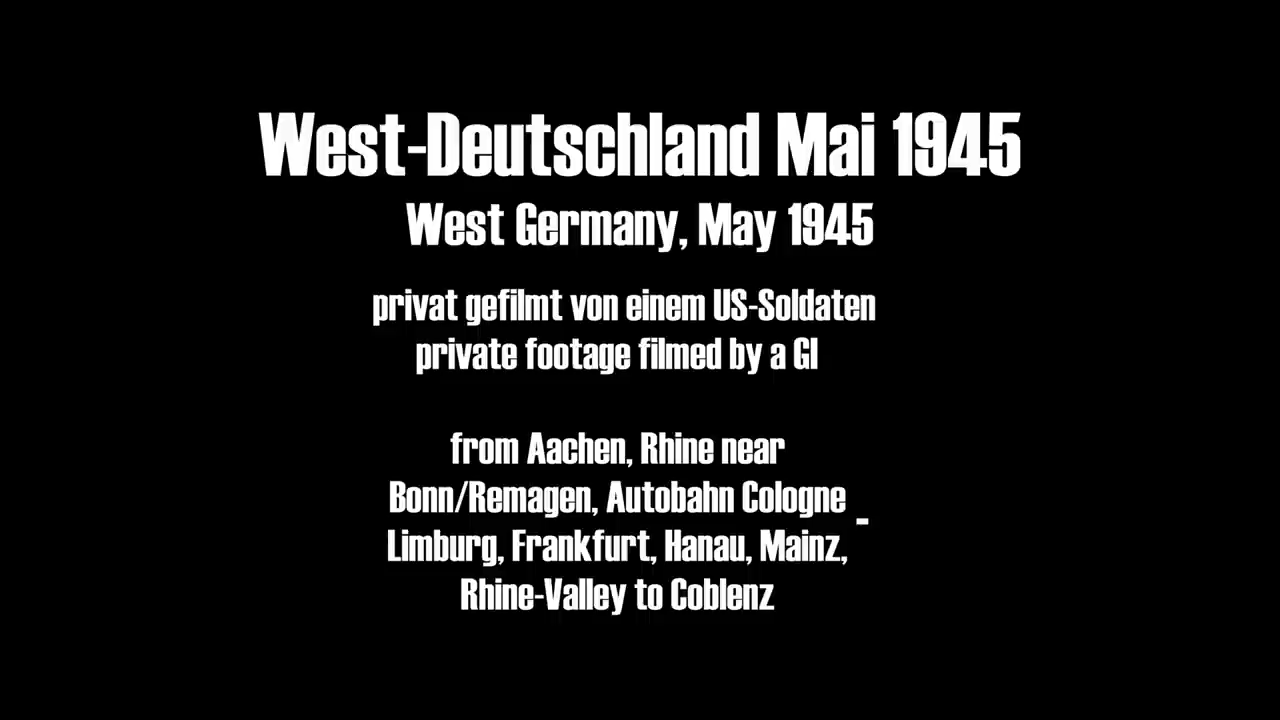 West-Deutschland Mai 1945
West Germany, May 1945
privat gefilmt von einem US-Soldaten
private footage filmed by a GI
from Aachen, Rhine near
Bonn/Remagen, Autobahn Cologne -
Limburg, Frankfurt, Hanau, Mainz,
Rhine-Valley to Coblenz